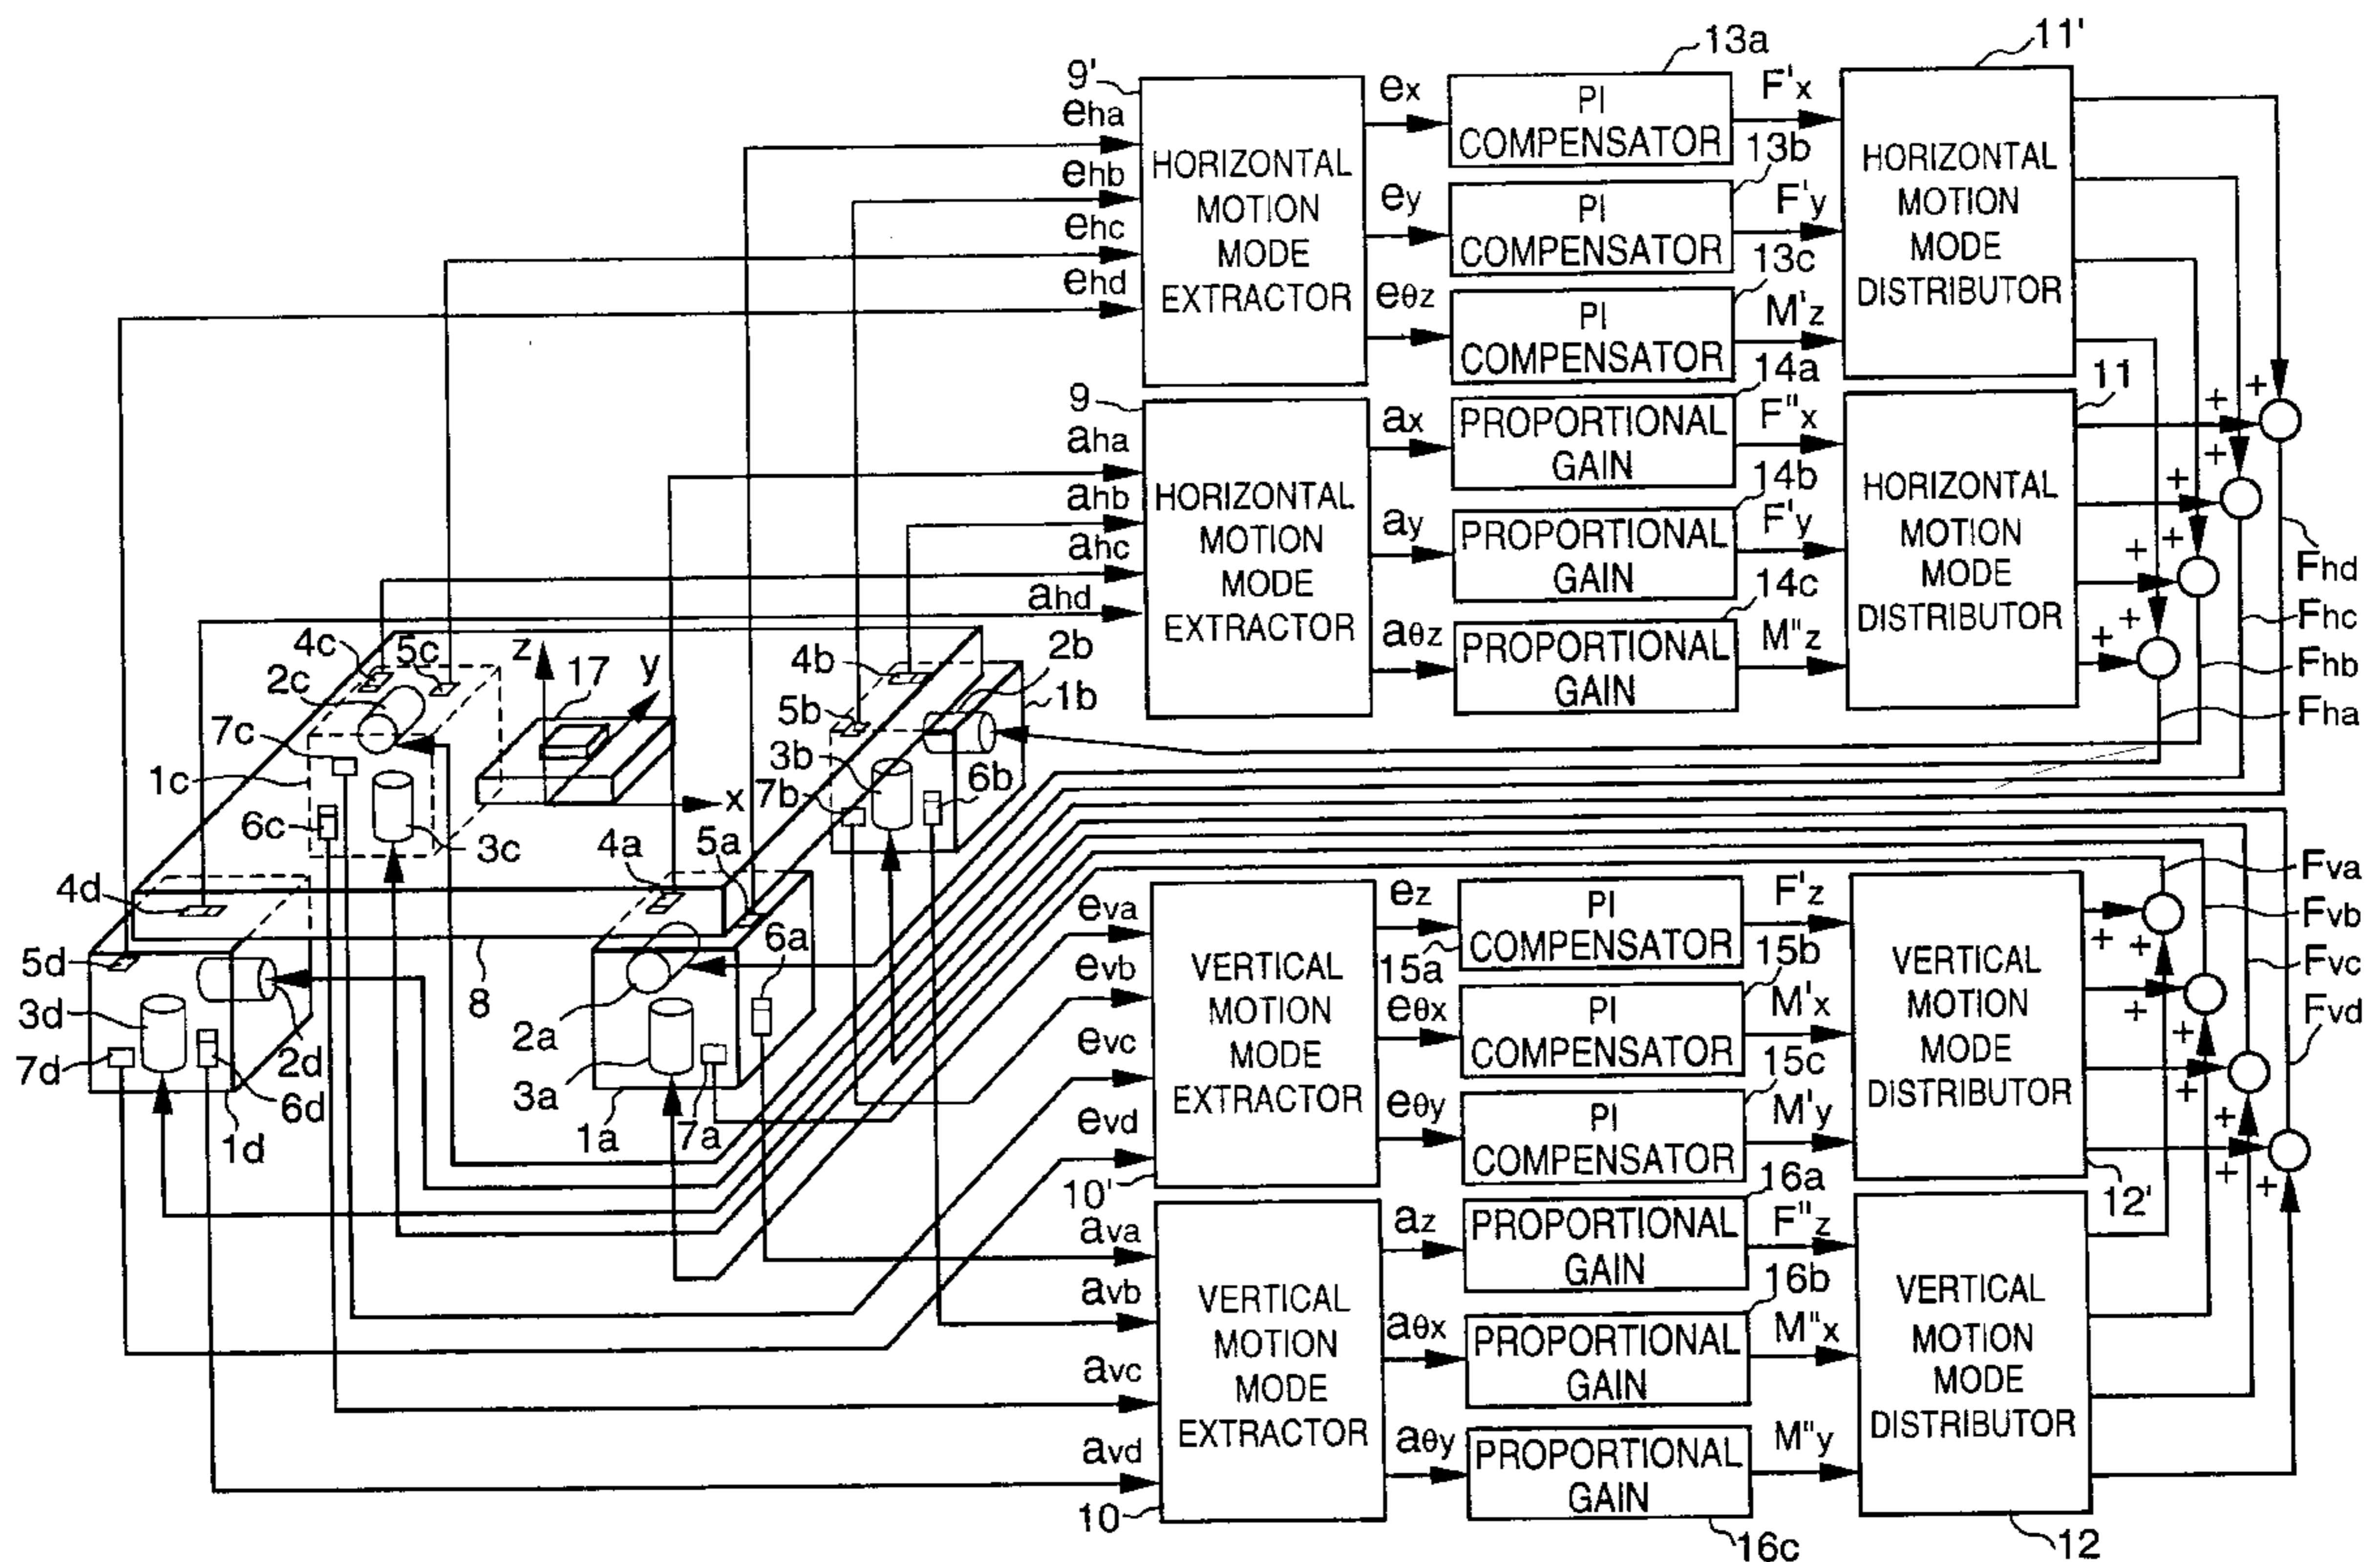 13a
11'
9'
eha
ehb
ehc
ehd
HORIZONTAL
MOTION
MODE
EXTRACTOR
ex
PI
COMPENSATOR
F'x
13b
ey
PI
COMPENSATOR
F'y
13c
eθz
PI
COMPENSATOR
M'z
HORIZONTAL
MOTION
MODE
DISTRIBUTOR
9
aha
ahb
ahc
ahd
HORIZONTAL
MOTION
MODE
EXTRACTOR
14a
ax
PROPORTIONAL
GAIN
F"x
14b
ay
PROPORTIONAL
GAIN
F'y
14c
aθz
PROPORTIONAL
GAIN
M"z
11
HORIZONTAL
MOTION
MODE
DISTRIBUTOR
+
+
+
+
+
+
+
+
Fhd
Fhc
Fhb
Fha
4c
5c
2c
7c
1c
6c
3c
z
17
y
x
4b
2b
1b
5b
3b
7b
6b
4d
5d
3d
7d
2d
6d
1d
8
4a
5a
6a
2a
3a
1a
7a
eva
evb
evc
evd
10'
VERTICAL
MOTION
MODE
EXTRACTOR
ez
15a
PI
COMPENSATOR
F'z
15b
eθx
PI
COMPENSATOR
M'x
15c
eθy
PI
COMPENSATOR
M'y
VERTICAL
MOTION
MODE
DISTRIBUTOR
12'
+
+
+
+
+
+
+
+
Fva
Fvb
Fvc
Fvd
ava
avb
avc
avd
10
VERTICAL
MOTION
MODE
EXTRACTOR
16a
az
PROPORTIONAL
GAIN
F"z
16b
aθx
PROPORTIONAL
GAIN
M"x
aθy
PROPORTIONAL
GAIN
M"y
16c
VERTICAL
MOTION
MODE
DISTRIBUTOR
12